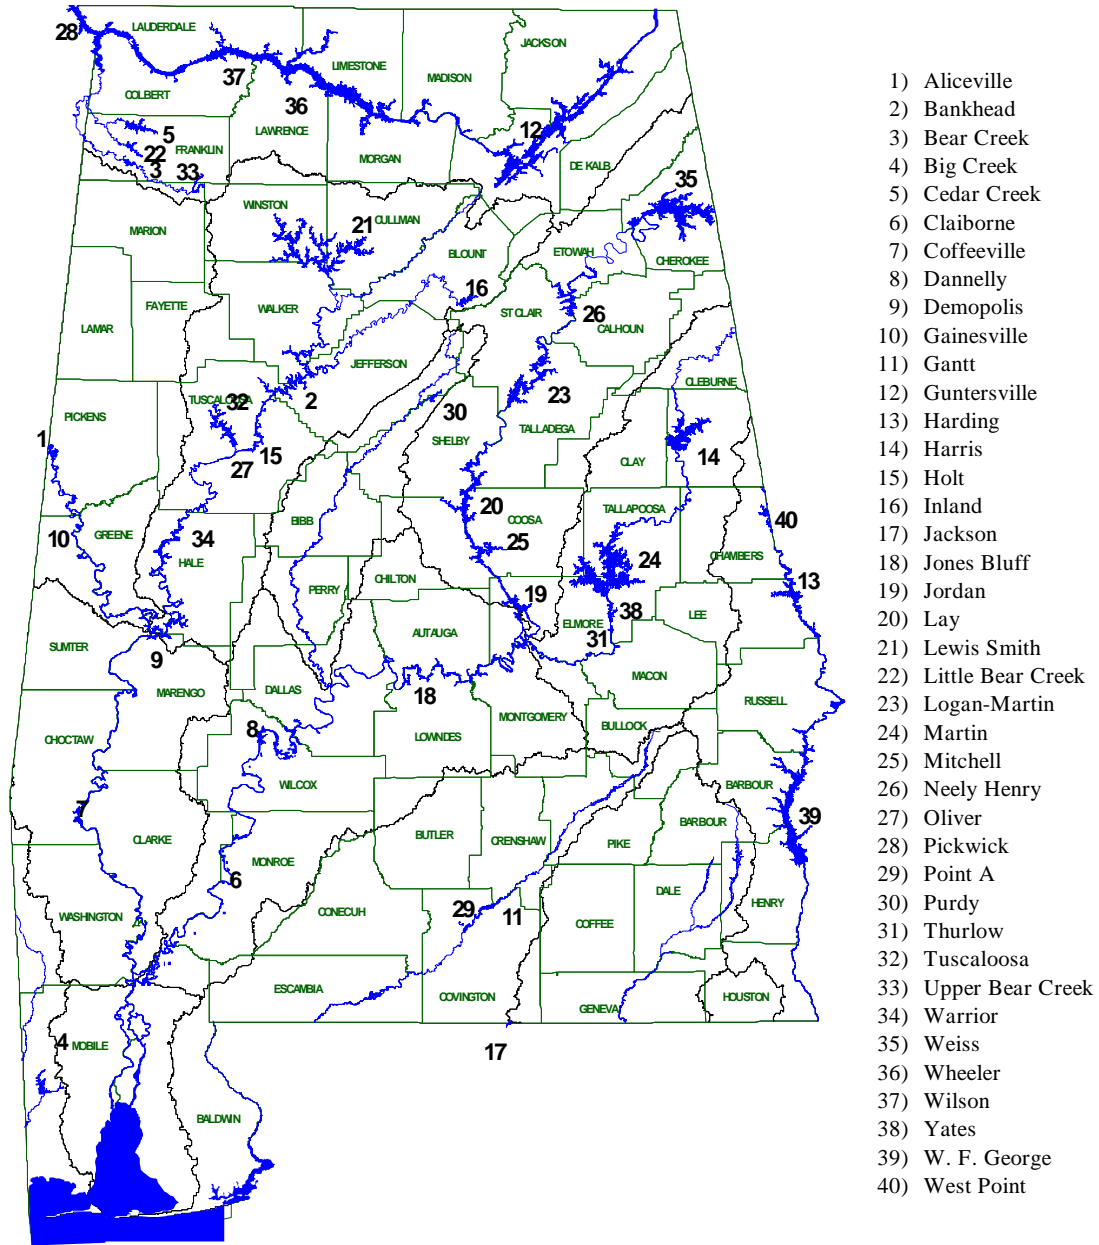 28
LAUDERDALE
37
LIMESTONE
MADISON
JACKSON
COLBERT
36
LAWRENCE
12
5
22
FRANKLIN
3
33
MORGAN
DE KALB
35
WINSTON
21
CULLMAN
MARION
BLOUNT
ETOWAH
CHEROKEE
16
FAYETTE
WALKER
ST CLAIR
26
CALHOUN
LAMAR
JEFFERSON
CLEBURNE
TUSCALOOSA
32
2
30
23
PICKENS
1
SHELBY
TALLADEGA
15
27
CLAY
14
20
10
GREENE
34
BIBB
COOSA
TALLAPOOSA
40
25
CHAMBERS
HALE
24
PERRY
CHILTON
19
13
38
LEE
ELMORE
31
AUTAUGA
SUMTER
9
MARENGO
DALLAS
18
MACON
RUSSELL
MONTGOMERY
8
BULLOCK
CHOCTAW
LOWNDES
WILCOX
BARBOUR
7
39
CLARKE
BUTLER
CRENSHAW
PIKE
BARBOUR
MONROE
6
DALE
HENRY
WASHINGTON
CONECUH
29
11
COFFEE
ESCAMBIA
COVINGTON
GENEVA
HOUSTON
4
MOBILE
17
BALDWIN
1) Aliceville
2) Bankhead
3) Bear Creek
4) Big Creek
5) Cedar Creek
6) Claiborne
7) Coffeeville
8) Dannelly
9) Demopolis
10) Gainesville
11) Gantt
12) Guntersville
13) Harding
14) Harris
15) Holt
16) Inland
17) Jackson
18) Jones Bluff
19) Jordan
20) Lay
21) Lewis Smith
22) Little Bear Creek
23) Logan-Martin
24) Martin
25) Mitchell
26) Neely Henry
27) Oliver
28) Pickwick
29) Point A
30) Purdy
31) Thurlow
32) Tuscaloosa
33) Upper Bear Creek
34) Warrior
35) Weiss
36) Wheeler
37) Wilson
38) Yates
39) W. F. George
40) West Point